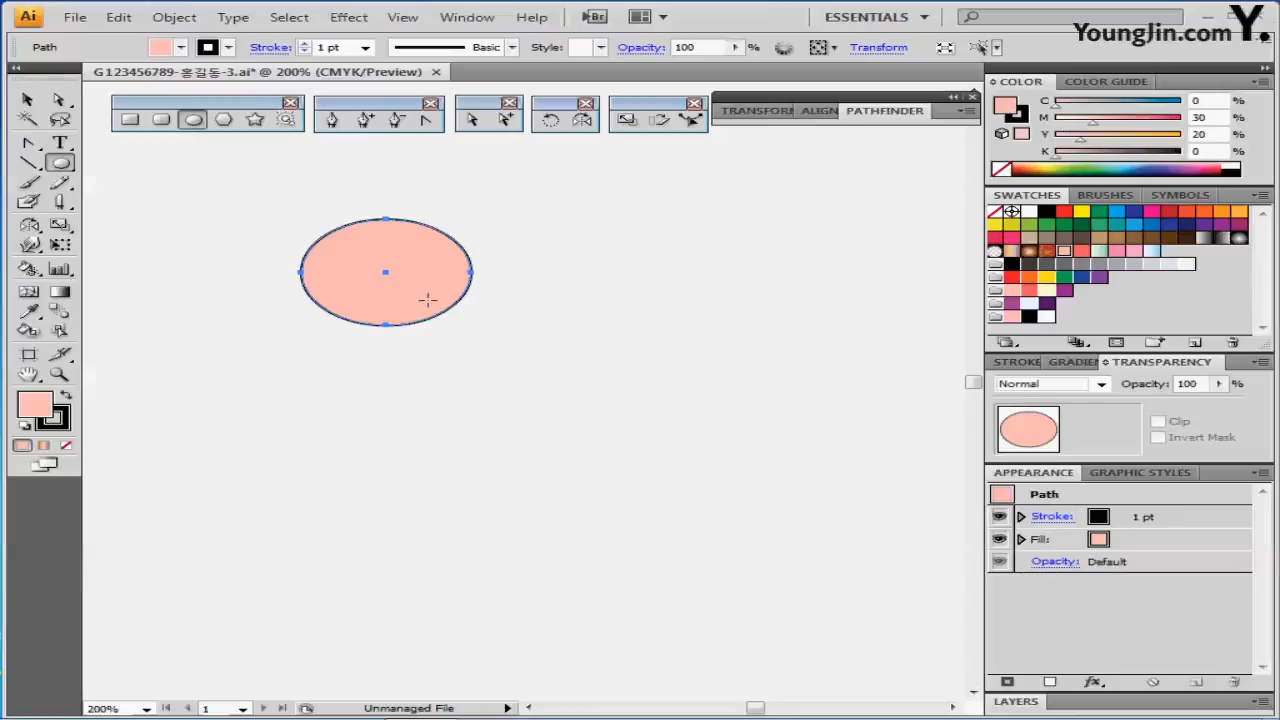 Ai File Edit Object Type Select Effect View Window Help Br ESSENTIALS
YoungJin.com Y.
Path Stroke: 1 pt Basic Style: Opacity: 100 % Transform
G123456789-홍길동-3.ai* @ 200% (CMYK/Preview)
TRANSFORM ALIGN PATHFINDER
COLOR COLOR GUIDE
C 0 %
M 30 %
Y 20 %
K 0 %
SWATCHES BRUSHES SYMBOLS
STROKE GRADIEN TRANSPARENCY
Normal Opacity: 100 %
Clip
Invert Mask
APPEARANCE GRAPHIC STYLES
Path
Stroke: 1 pt
Fill:
Opacity: Default
fx
LAYERS
200% 1 Unmanaged File